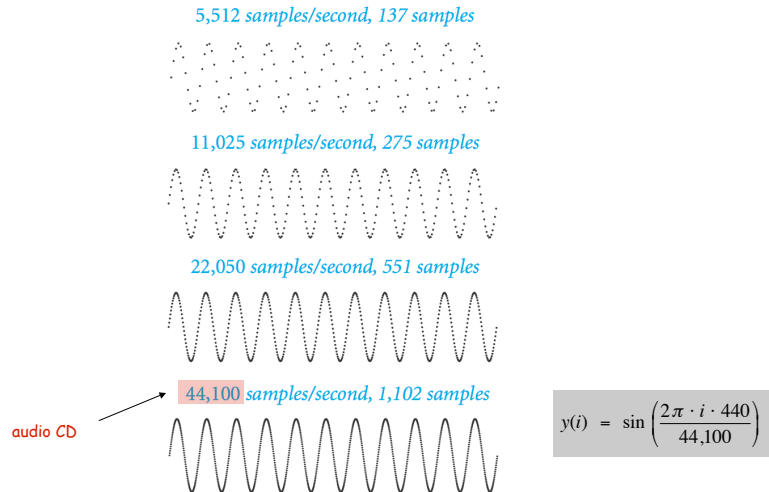 5,512 samples/second, 137 samples
11,025 samples/second, 275 samples
22,050 samples/second, 551 samples
44,100 samples/second, 1,102 samples
audio CD
y(i) = sin (2π · i · 440 / 44,100)